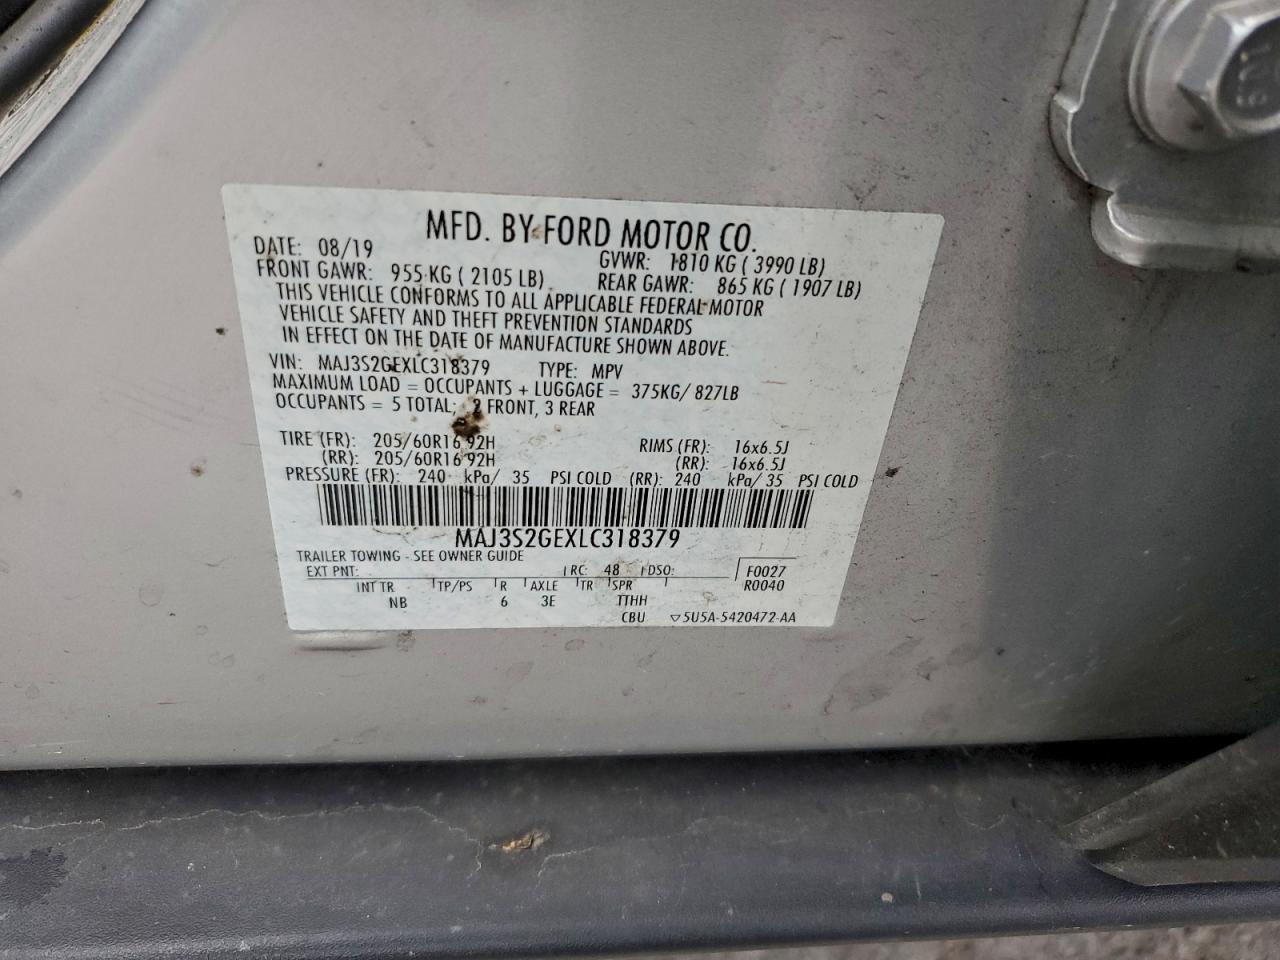 MFD. BY FORD MOTOR CO.
DATE: 08/19 GVWR: 1810 KG ( 3990 LB)
FRONT GAWR: 955 KG ( 2105 LB) REAR GAWR: 865 KG ( 1907 LB)
THIS VEHICLE CONFORMS TO ALL APPLICABLE FEDERAL MOTOR
VEHICLE SAFETY AND THEFT PREVENTION STANDARDS
IN EFFECT ON THE DATE OF MANUFACTURE SHOWN ABOVE.
VIN: MAJ3S2GEXLC318379 TYPE: MPV
MAXIMUM LOAD = OCCUPANTS + LUGGAGE = 375KG/ 827LB
OCCUPANTS = 5 TOTAL; 2 FRONT, 3 REAR
TIRE (FR): 205/60R16 92H RIMS (FR): 16x6.5J
(RR): 205/60R16 92H (RR): 16x6.5J
PRESSURE (FR): 240 kPa/ 35 PSI COLD (RR): 240 kPa/ 35 PSI COLD
MAJ3S2GEXLC318379
TRAILER TOWING - SEE OWNER GUIDE
EXT PNT: RC: 48 DSO: F0027
INT TR TP/PS R AXLE TR SPR R0040
NB 6 3E TTHH
CBU ▽5U5A-5420472-AA
10.9